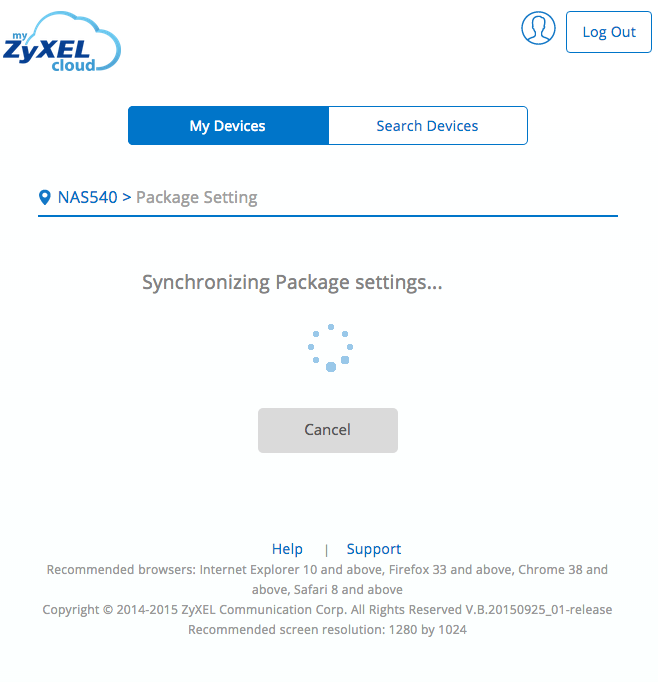 my
ZyXEL
cloud
Log Out
My Devices
Search Devices
NAS540 > Package Setting
Synchronizing Package settings...
Cancel
Help | Support
Recommended browsers: Internet Explorer 10 and above, Firefox 33 and above, Chrome 38 and
above, Safari 8 and above
Copyright © 2014-2015 ZyXEL Communication Corp. All Rights Reserved V.B.20150925_01-release
Recommended screen resolution: 1280 by 1024